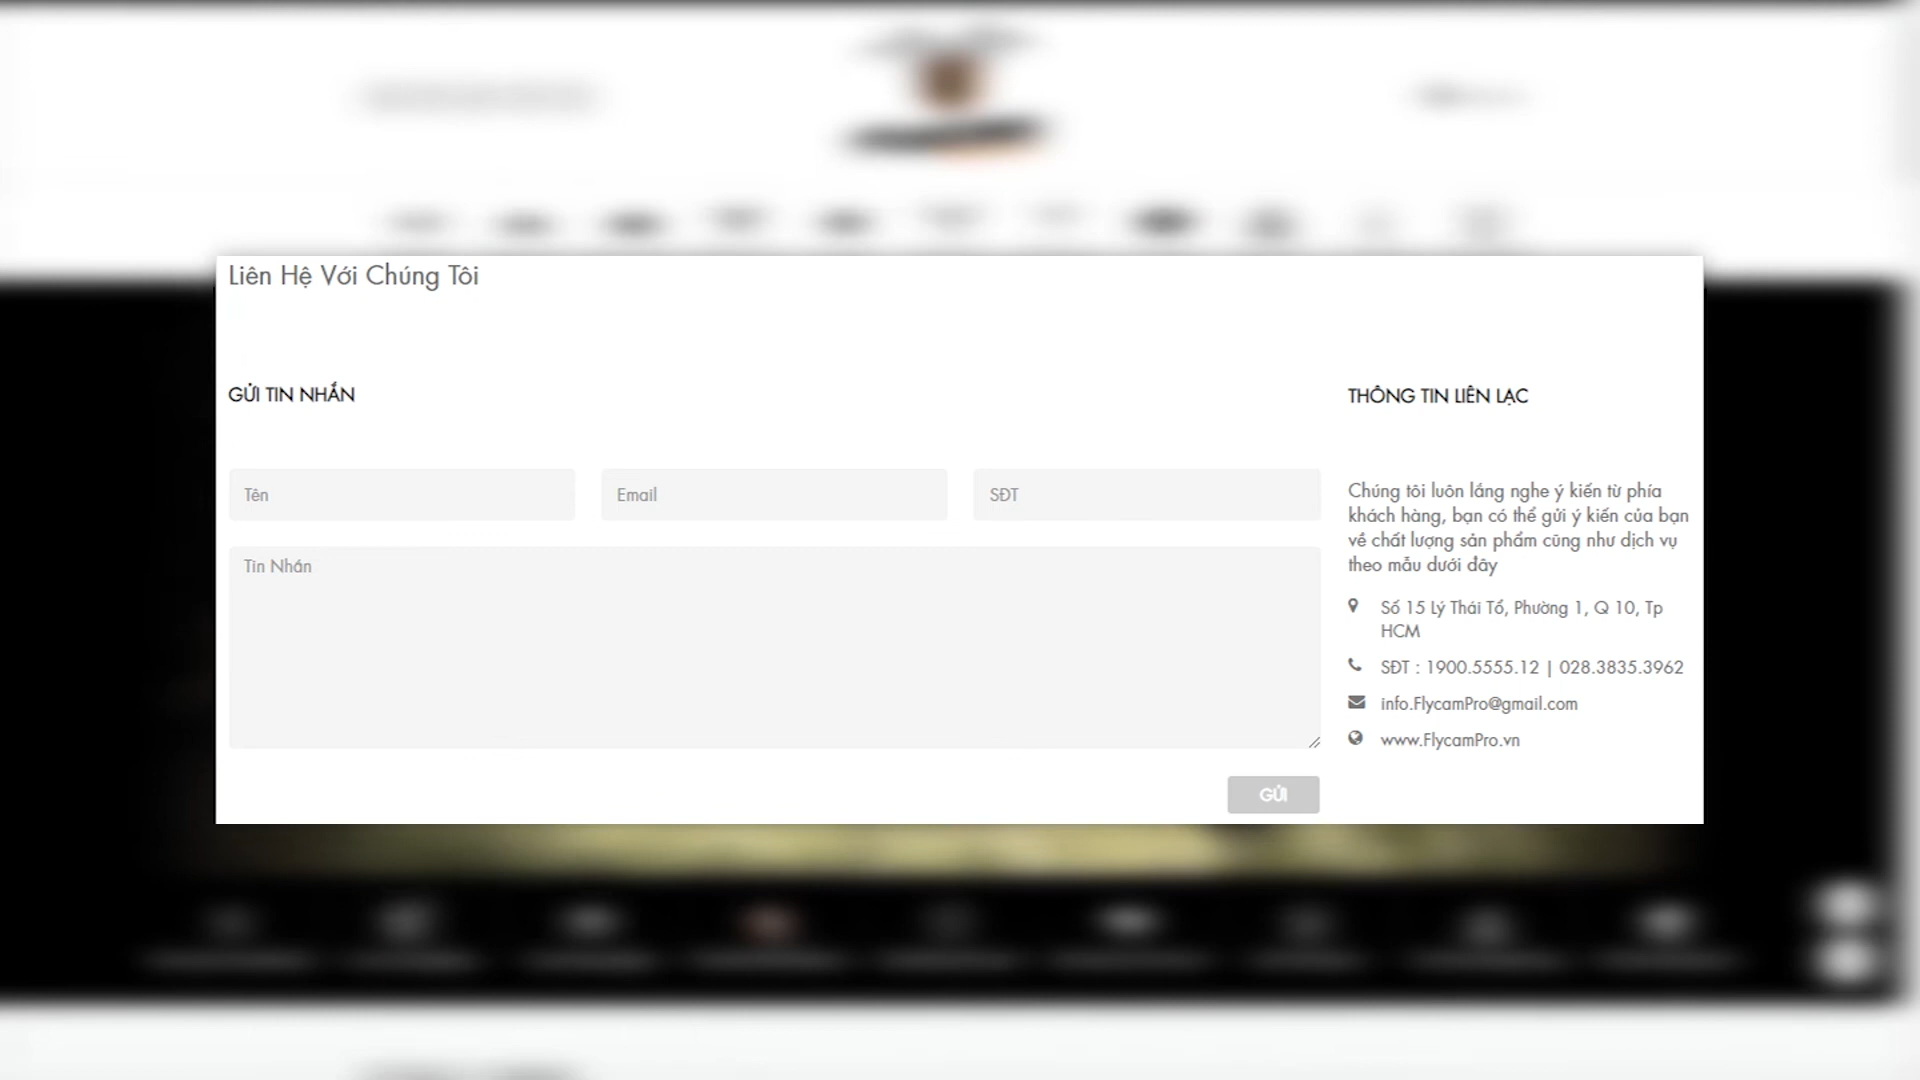 Liên Hệ Với Chúng Tôi
GỬI TIN NHẮN
Tên
Email
SĐT
Tin Nhắn
GỬI
THÔNG TIN LIÊN LẠC
Chúng tôi luôn lắng nghe ý kiến từ phía
khách hàng, bạn có thể gửi ý kiến của bạn
về chất lượng sản phẩm cũng như dịch vụ
theo mẫu dưới đây
Số 15 Lý Thái Tổ, Phường 1, Q 10, Tp
HCM
SĐT : 1900.5555.12 | 028.3835.3962
info.FlycamPro@gmail.com
www.FlycamPro.vn